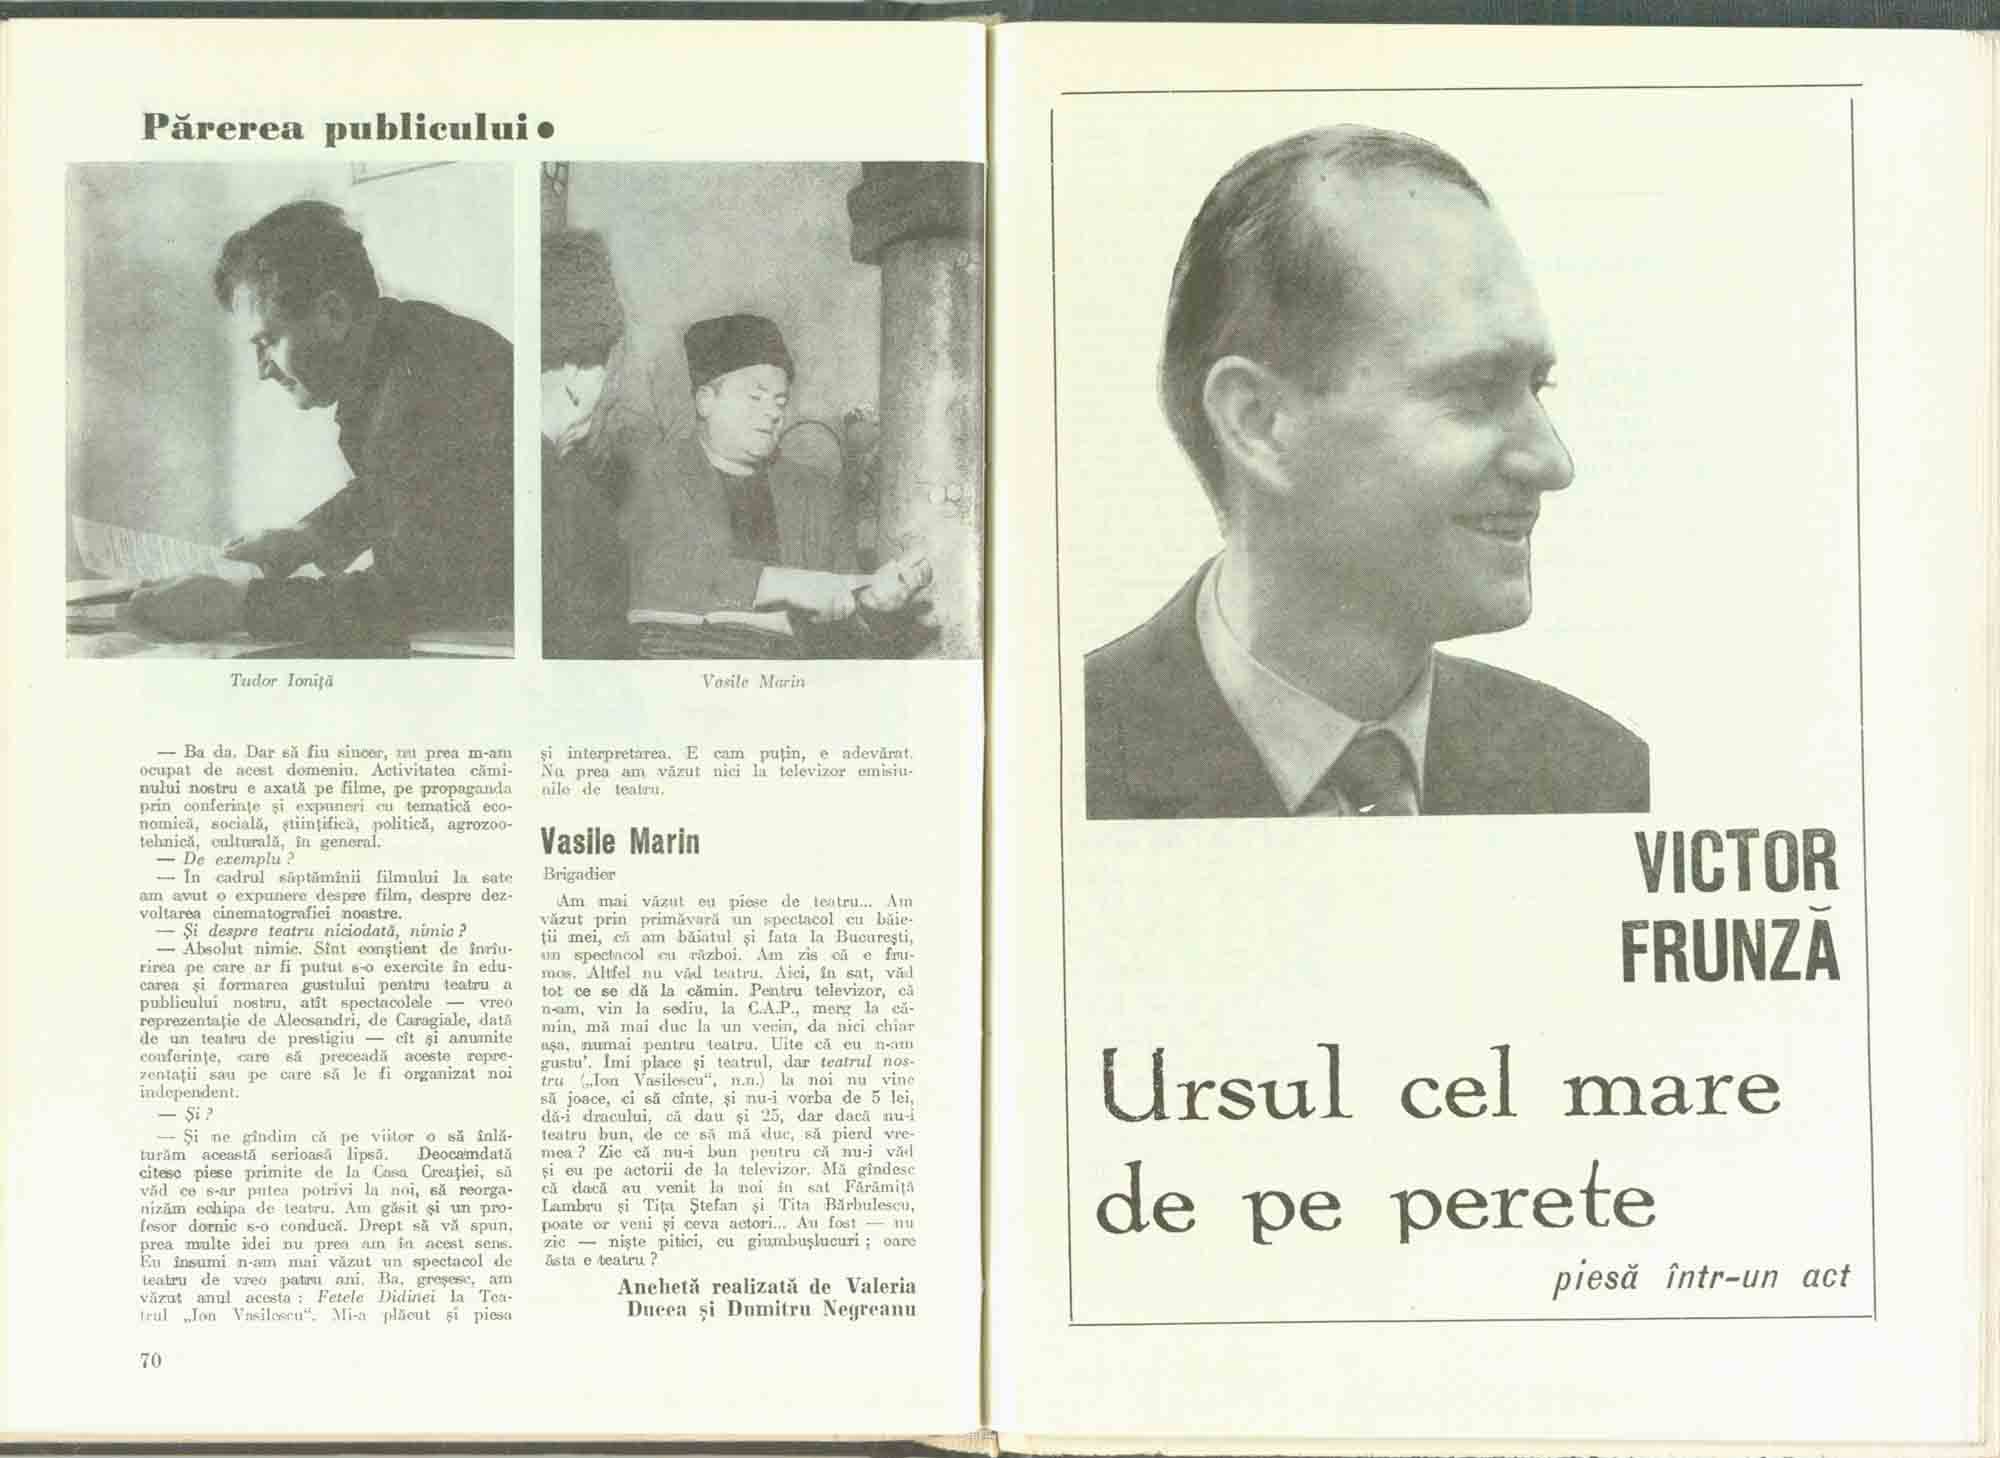 Părerea publicului •
Tudor Ioniță
Vasile Marin
— Ba da. Dar să fiu sincer, nu prea m-am
ocupat de acest domeniu. Activitatea cămi-
nului nostru e axată pe filme, pe propaganda
prin conferințe și expuneri cu tematică eco-
nomică, socială, științifică, politică, agrozoo-
tehnică, culturală, în general.
— De exemplu ?
— În cadrul săptămînii filmului la sate
am avut o expunere despre film, despre dez-
voltarea cinematografiei noastre.
— Și despre teatru niciodată, nimic ?
— Absolut nimic. Sînt conștient de înrîu-
rirea pe care ar fi putut s-o exercite în edu-
carea și formarea gustului pentru teatru a
publicului nostru, atît spectacolele — vreo
reprezentație de Alecsandri, de Caragiale, dată
de un teatru de prestigiu — cît și anumite
conferințe, care să preceadă aceste repre-
zentații sau pe care să le fi organizat noi
independent.
— Și ?
— Și ne gîndim că pe viitor o să înlă-
turăm această serioasă lipsă. Deocamdată
citesc piese primite de la Casa Creației, să
văd ce s-ar putea potrivi la noi, să reorga-
nizăm echipa de teatru. Am găsit și un pro-
fesor dornic s-o conducă. Drept să vă spun,
prea multe idei nu prea am în acest sens.
Eu însumi n-am mai văzut un spectacol de
teatru de vreo patru ani. Ba, greșesc, am
văzut anul acesta : Fetele Didinei la Tea-
trul „Ion Vasilescu“. Mi-a plăcut și piesa
și interpretarea. E cam puțin, e adevărat.
Nu prea am văzut nici la televizor emisiu-
nile de teatru.
Vasile Marin
Brigadier
Am mai văzut eu piese de teatru... Am
văzut prin primăvară un spectacol cu băie-
ții mei, că am băiatul și fata la București,
un spectacol cu război. Am zis că e fru-
mos. Altfel nu văd teatru. Aici, în sat, văd
tot ce se dă la cămin. Pentru televizor, că
n-am, vin la sediu, la C.A.P., merg la că-
min, mă mai duc la un vecin, da nici chiar
așa, numai pentru teatru. Uite că eu n-am
gustu'. Îmi place și teatrul, dar teatrul nos-
tru („Ion Vasilescu“, n.n.) la noi nu vine
să joace, ci să cînte, și nu-i vorba de 5 lei,
dă-i dracului, că dau și 25, dar dacă nu-i
teatru bun, de ce să mă duc, să pierd vre-
mea ? Zic că nu-i bun pentru că nu-i văd
și eu pe actorii de la televizor. Mă gîndesc
că dacă au venit la noi în sat Fărâmiță
Lambru și Tița Ștefan și Tita Bărbulescu,
poate or veni și ceva actori... Au fost — nu
zic — niște pitici, cu giumbușlucuri ; oare
ăsta e teatru ?
Anchetă realizată de Valeria
Ducea și Dumitru Negreanu
70
VICTOR
FRUNZĂ
Ursul cel mare
de pe perete
piesă într-un act